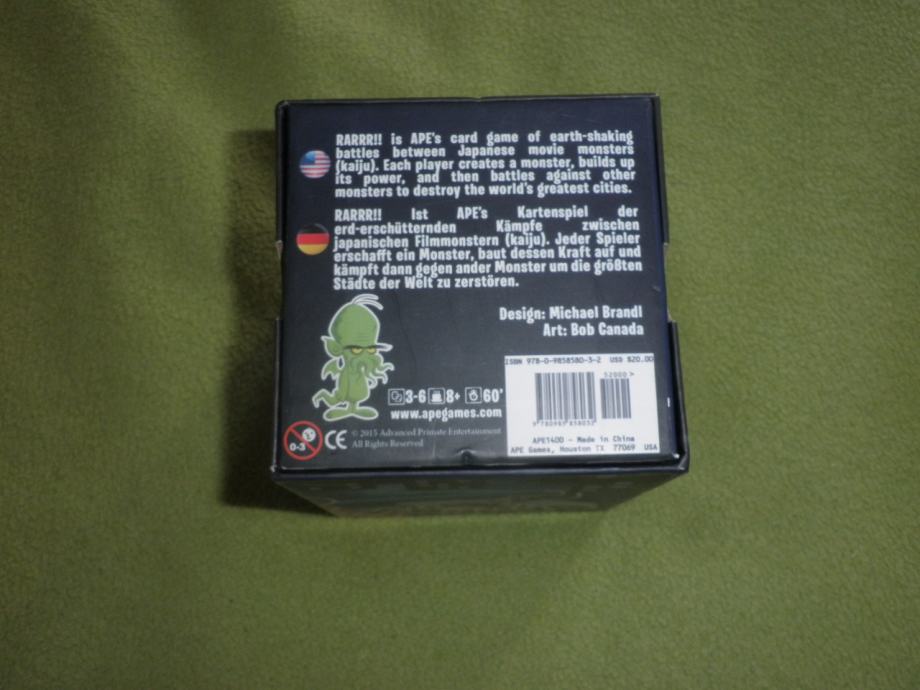 RARRR!! is APE's card game of earth-shaking
battles between Japanese movie monsters
(kaiju). Each player creates a monster, builds up
its power, and then battles against other
monsters to destroy the world's greatest cities.
RARRR!! Ist APE's Kartenspiel der
erd-erschütternden Kämpfe zwischen
japanischen Filmmonstern (kaiju). Jeder Spieler
erschafft ein Monster, baut dessen Kraft auf und
kämpft dann gegen ander Monster um die größten
Städte der Welt zu zerstören.
Design: Michael Brandl
Art: Bob Canada
ISBN 978-0-9858580-3-2 USD $20.00
52000 >
9 780985 858032
3-6 8+ 60'
www.apegames.com
0-3 CE
© 2015 Advanced Primate Entertainment
All Rights Reserved
APE1400 - Made in China
APE Games, Houston TX 77069 USA